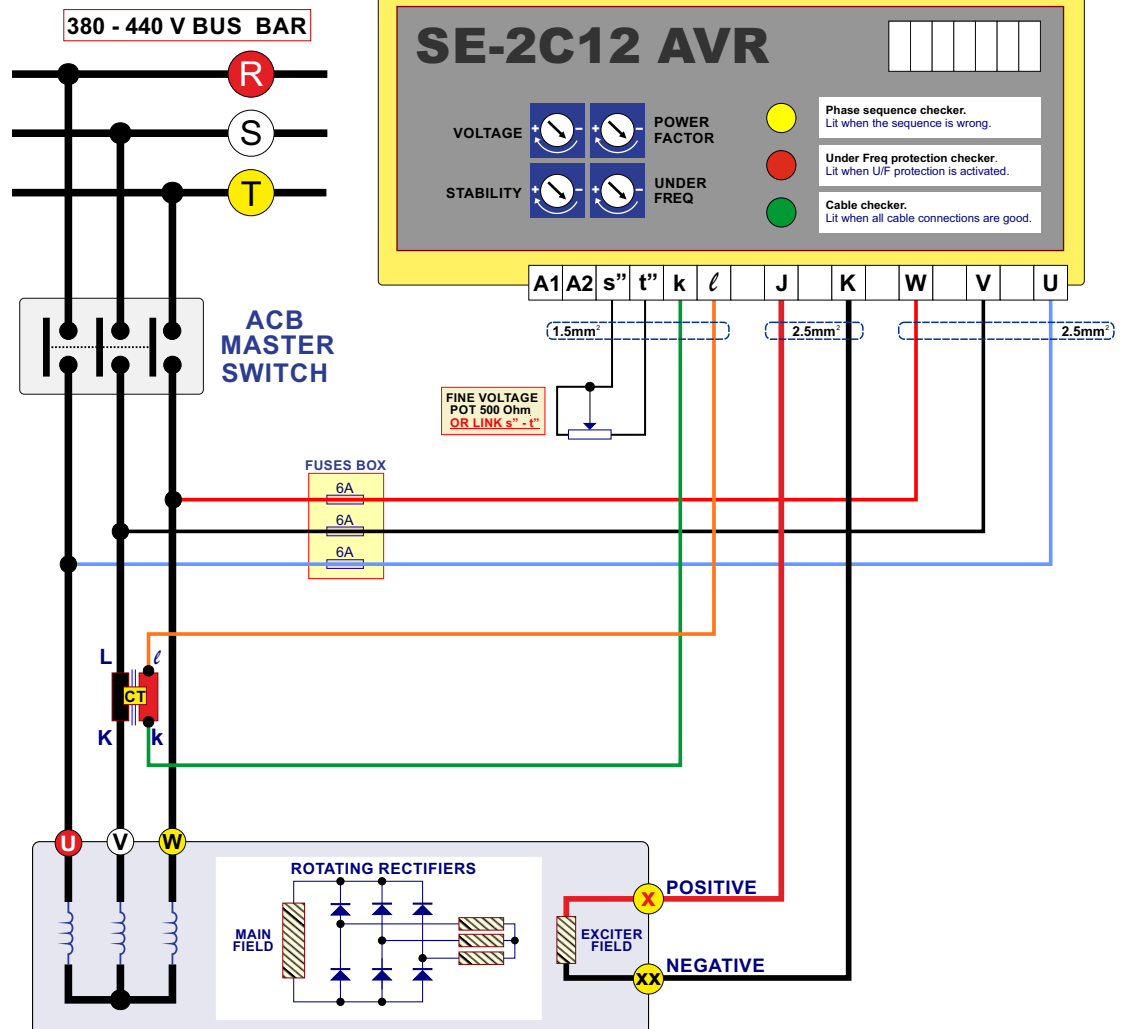 380 - 440 V BUS BAR
R
S
T
SE-2C12 AVR
VOLTAGE
+ -
+ -
POWER
FACTOR
STABILITY
+ -
+ -
UNDER
FREQ
Phase sequence checker.
Lit when the sequence is wrong.
Under Freq protection checker.
Lit when U/F protection is activated.
Cable checker.
Lit when all cable connections are good.
A1 A2 s” t” k ℓ J K W V U
1.5mm²
2.5mm²
2.5mm²
ACB
MASTER
SWITCH
FINE VOLTAGE
POT 500 Ohm
OR LINK s” - t”
FUSES BOX
6A
6A
6A
L ℓ
CT
K k
U V W
ROTATING RECTIFIERS
MAIN
FIELD
EXCITER
FIELD
X POSITIVE
XX NEGATIVE